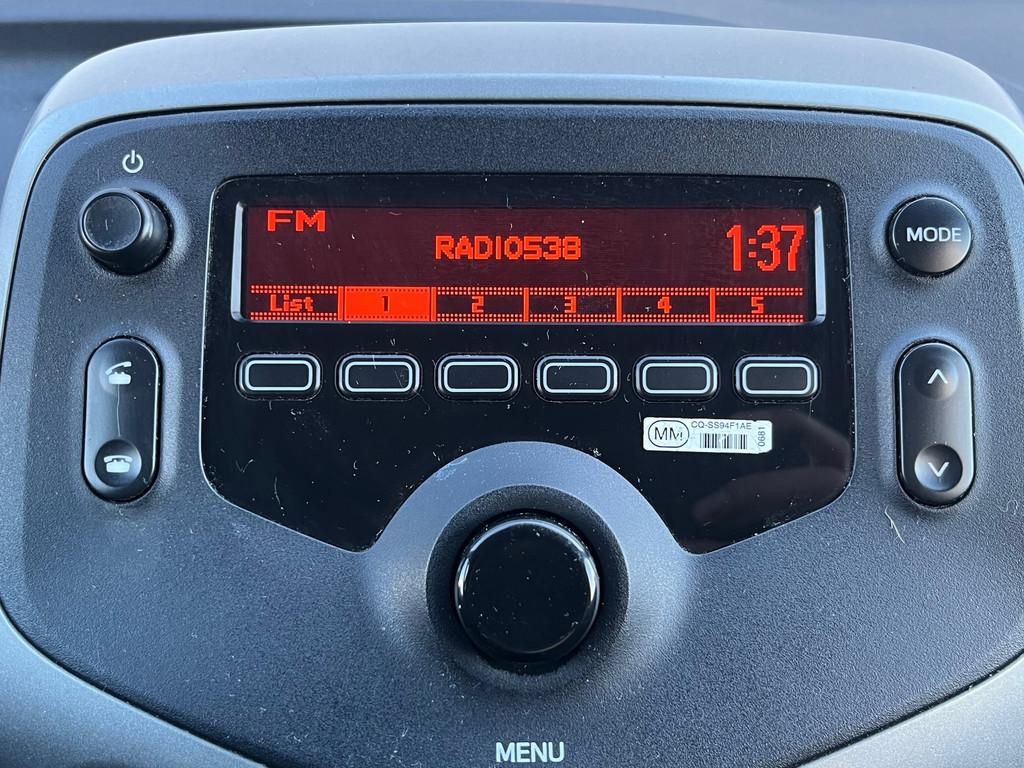 FM
RADIO538
1:37
List 1 2 3 4 5
MODE
MM
CQ-SS94F1AE
0681
MENU